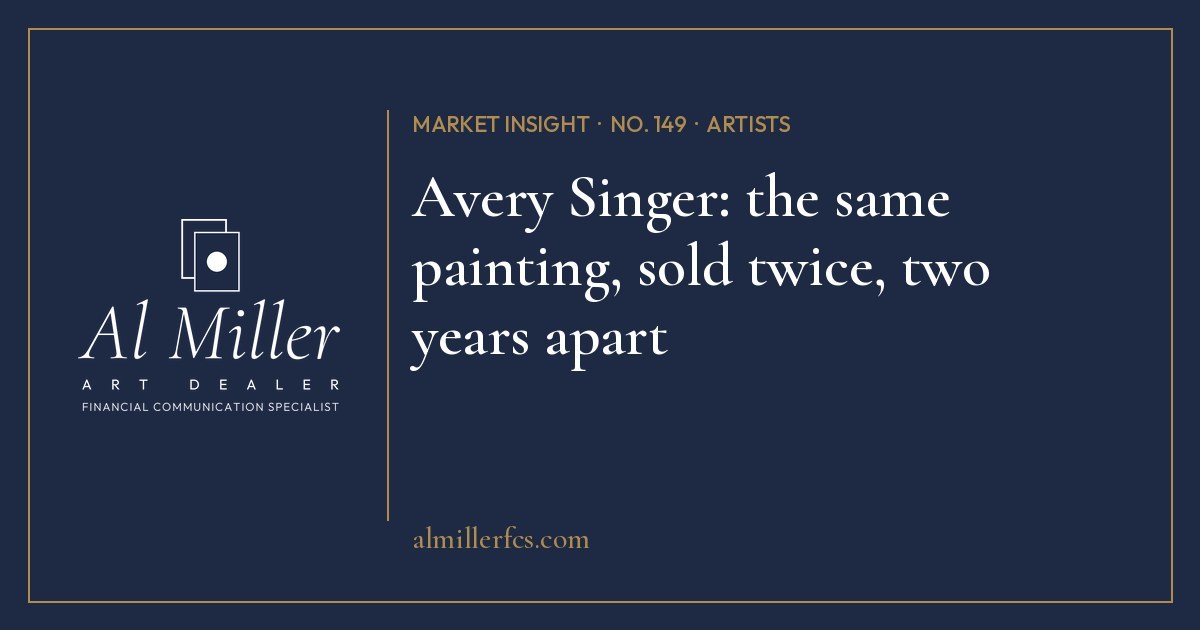 MARKET INSIGHT · NO. 149 · ARTISTS
Avery Singer: the same
painting, sold twice, two
years apart
Al Miller
ART DEALER
FINANCIAL COMMUNICATION SPECIALIST
almillerfcs.com